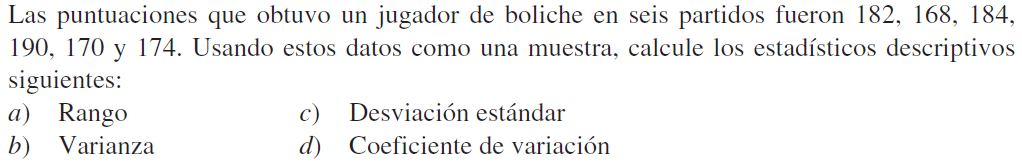 Las puntuaciones que obtuvo un jugador de boliche en seis partidos fueron 182, 168, 184,
190, 170 y 174. Usando estos datos como una muestra, calcule los estadísticos descriptivos
siguientes:
a) Rango c) Desviación estándar
b) Varianza d) Coeficiente de variación